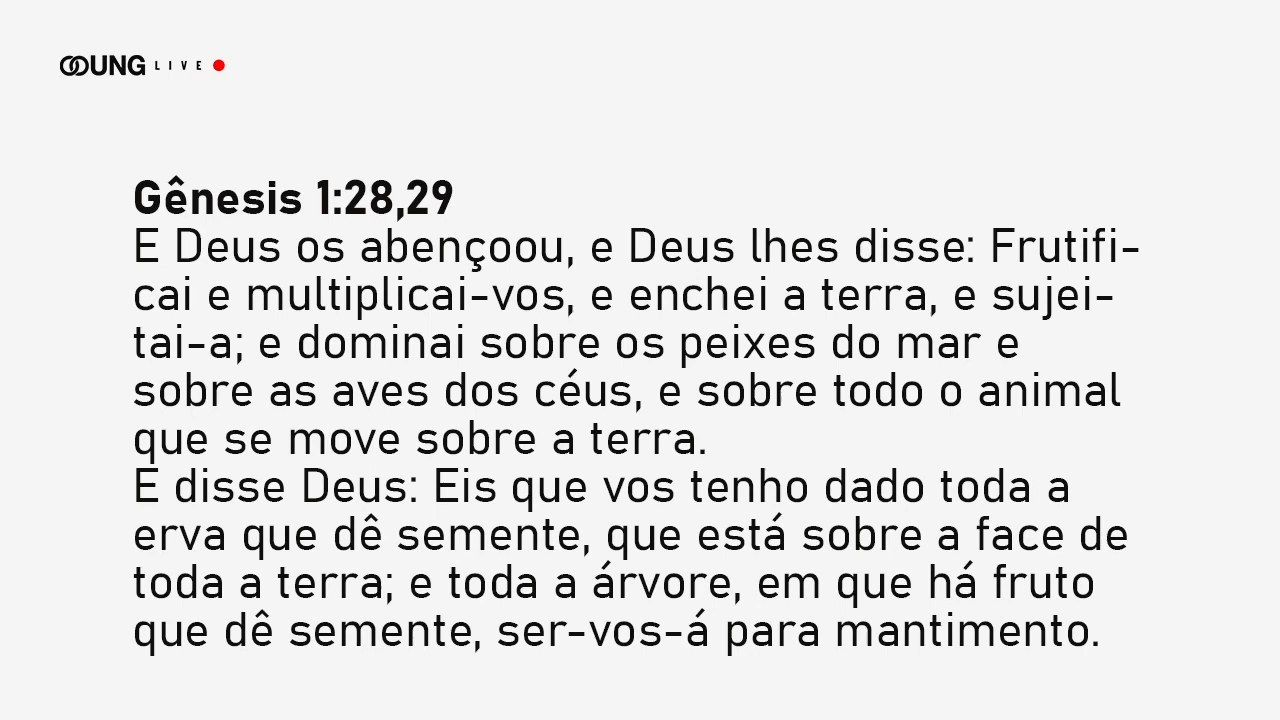 OOUNG LIVE
Gênesis 1:28,29
E Deus os abençoou, e Deus lhes disse: Frutifi-
cai e multiplicai-vos, e enchei a terra, e sujei-
tai-a; e dominai sobre os peixes do mar e
sobre as aves dos céus, e sobre todo o animal
que se move sobre a terra.
E disse Deus: Eis que vos tenho dado toda a
erva que dê semente, que está sobre a face de
toda a terra; e toda a árvore, em que há fruto
que dê semente, ser-vos-á para mantimento.